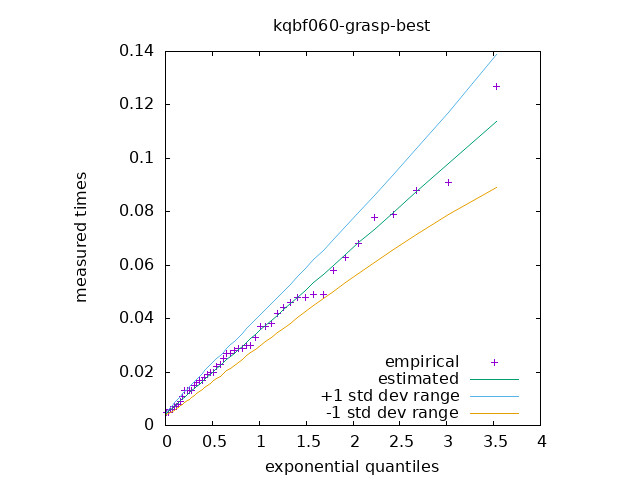 kqbf060-grasp-best
0.14
0.12
0.1
0.08
0.06
0.04
0.02
0
measured times
empirical
estimated
+1 std dev range
-1 std dev range
0 0.5 1 1.5 2 2.5 3 3.5 4
exponential quantiles